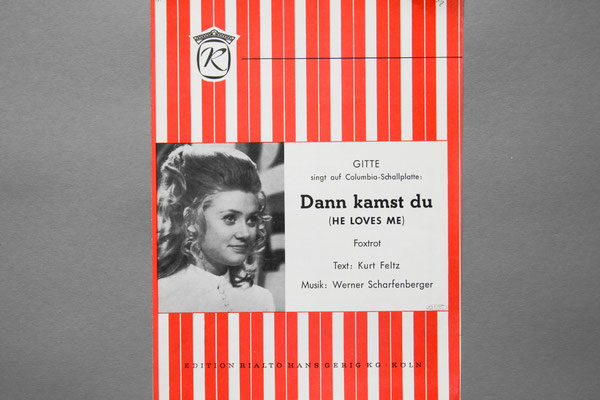 R
GITTE
singt auf Columbia-Schallplatte:
Dann kamst du
(HE LOVES ME)
Foxtrot
Text: Kurt Feltz
Musik: Werner Scharfenberger
EDITION RIALTO HANS GERIG KG · KÖLN